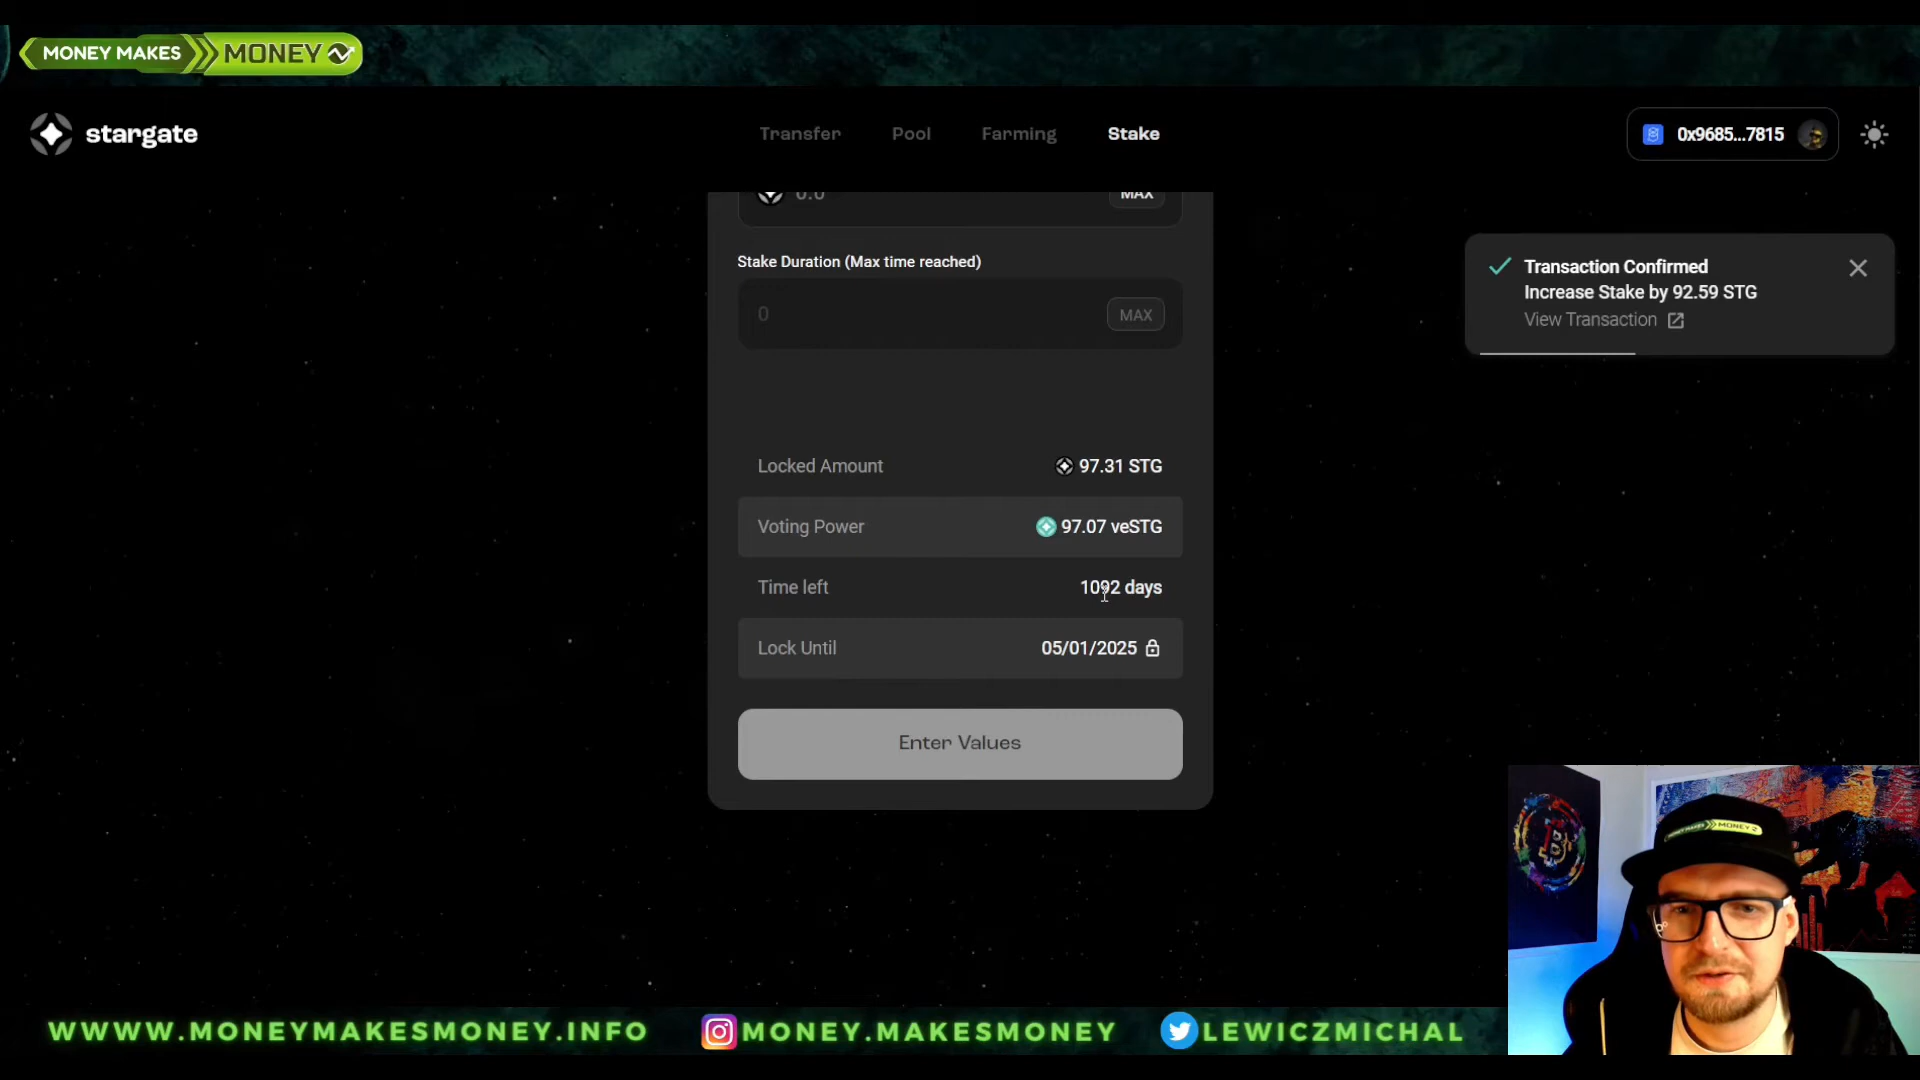 MONEY MAKES MONEY
stargate
Transfer
Pool
Farming
Stake
0x9685...7815
0.0
MAX
Stake Duration (Max time reached)
0
MAX
Transaction Confirmed
Increase Stake by 92.59 STG
View Transaction
Locked Amount
97.31 STG
Voting Power
97.07 veSTG
Time left
1092 days
Lock Until
05/01/2025
Enter Values
WWWW.MONEYMAKESMONEY.INFO
MONEY.MAKESMONEY
LEWICZMICHAL